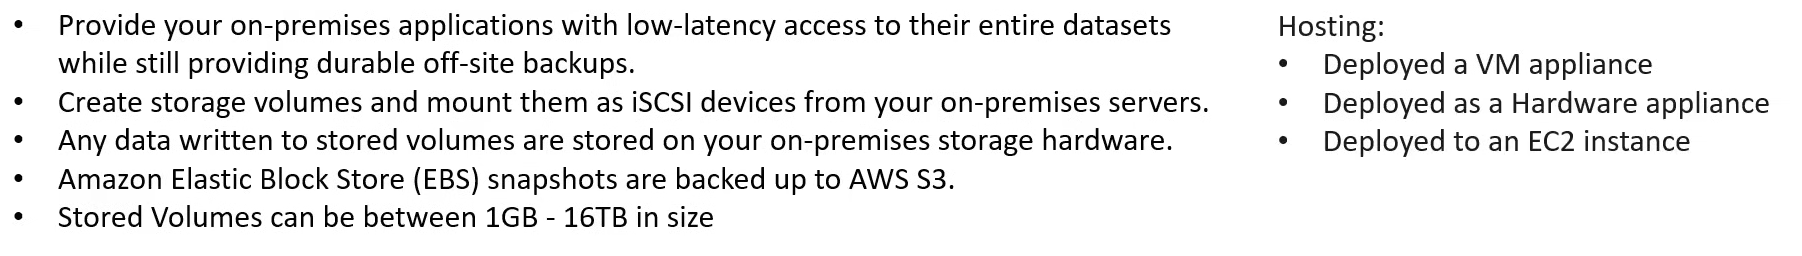 • Provide your on-premises applications with low-latency access to their entire datasets
while still providing durable off-site backups.
• Create storage volumes and mount them as iSCSI devices from your on-premises servers.
• Any data written to stored volumes are stored on your on-premises storage hardware.
• Amazon Elastic Block Store (EBS) snapshots are backed up to AWS S3.
• Stored Volumes can be between 1GB - 16TB in size
Hosting:
• Deployed a VM appliance
• Deployed as a Hardware appliance
• Deployed to an EC2 instance